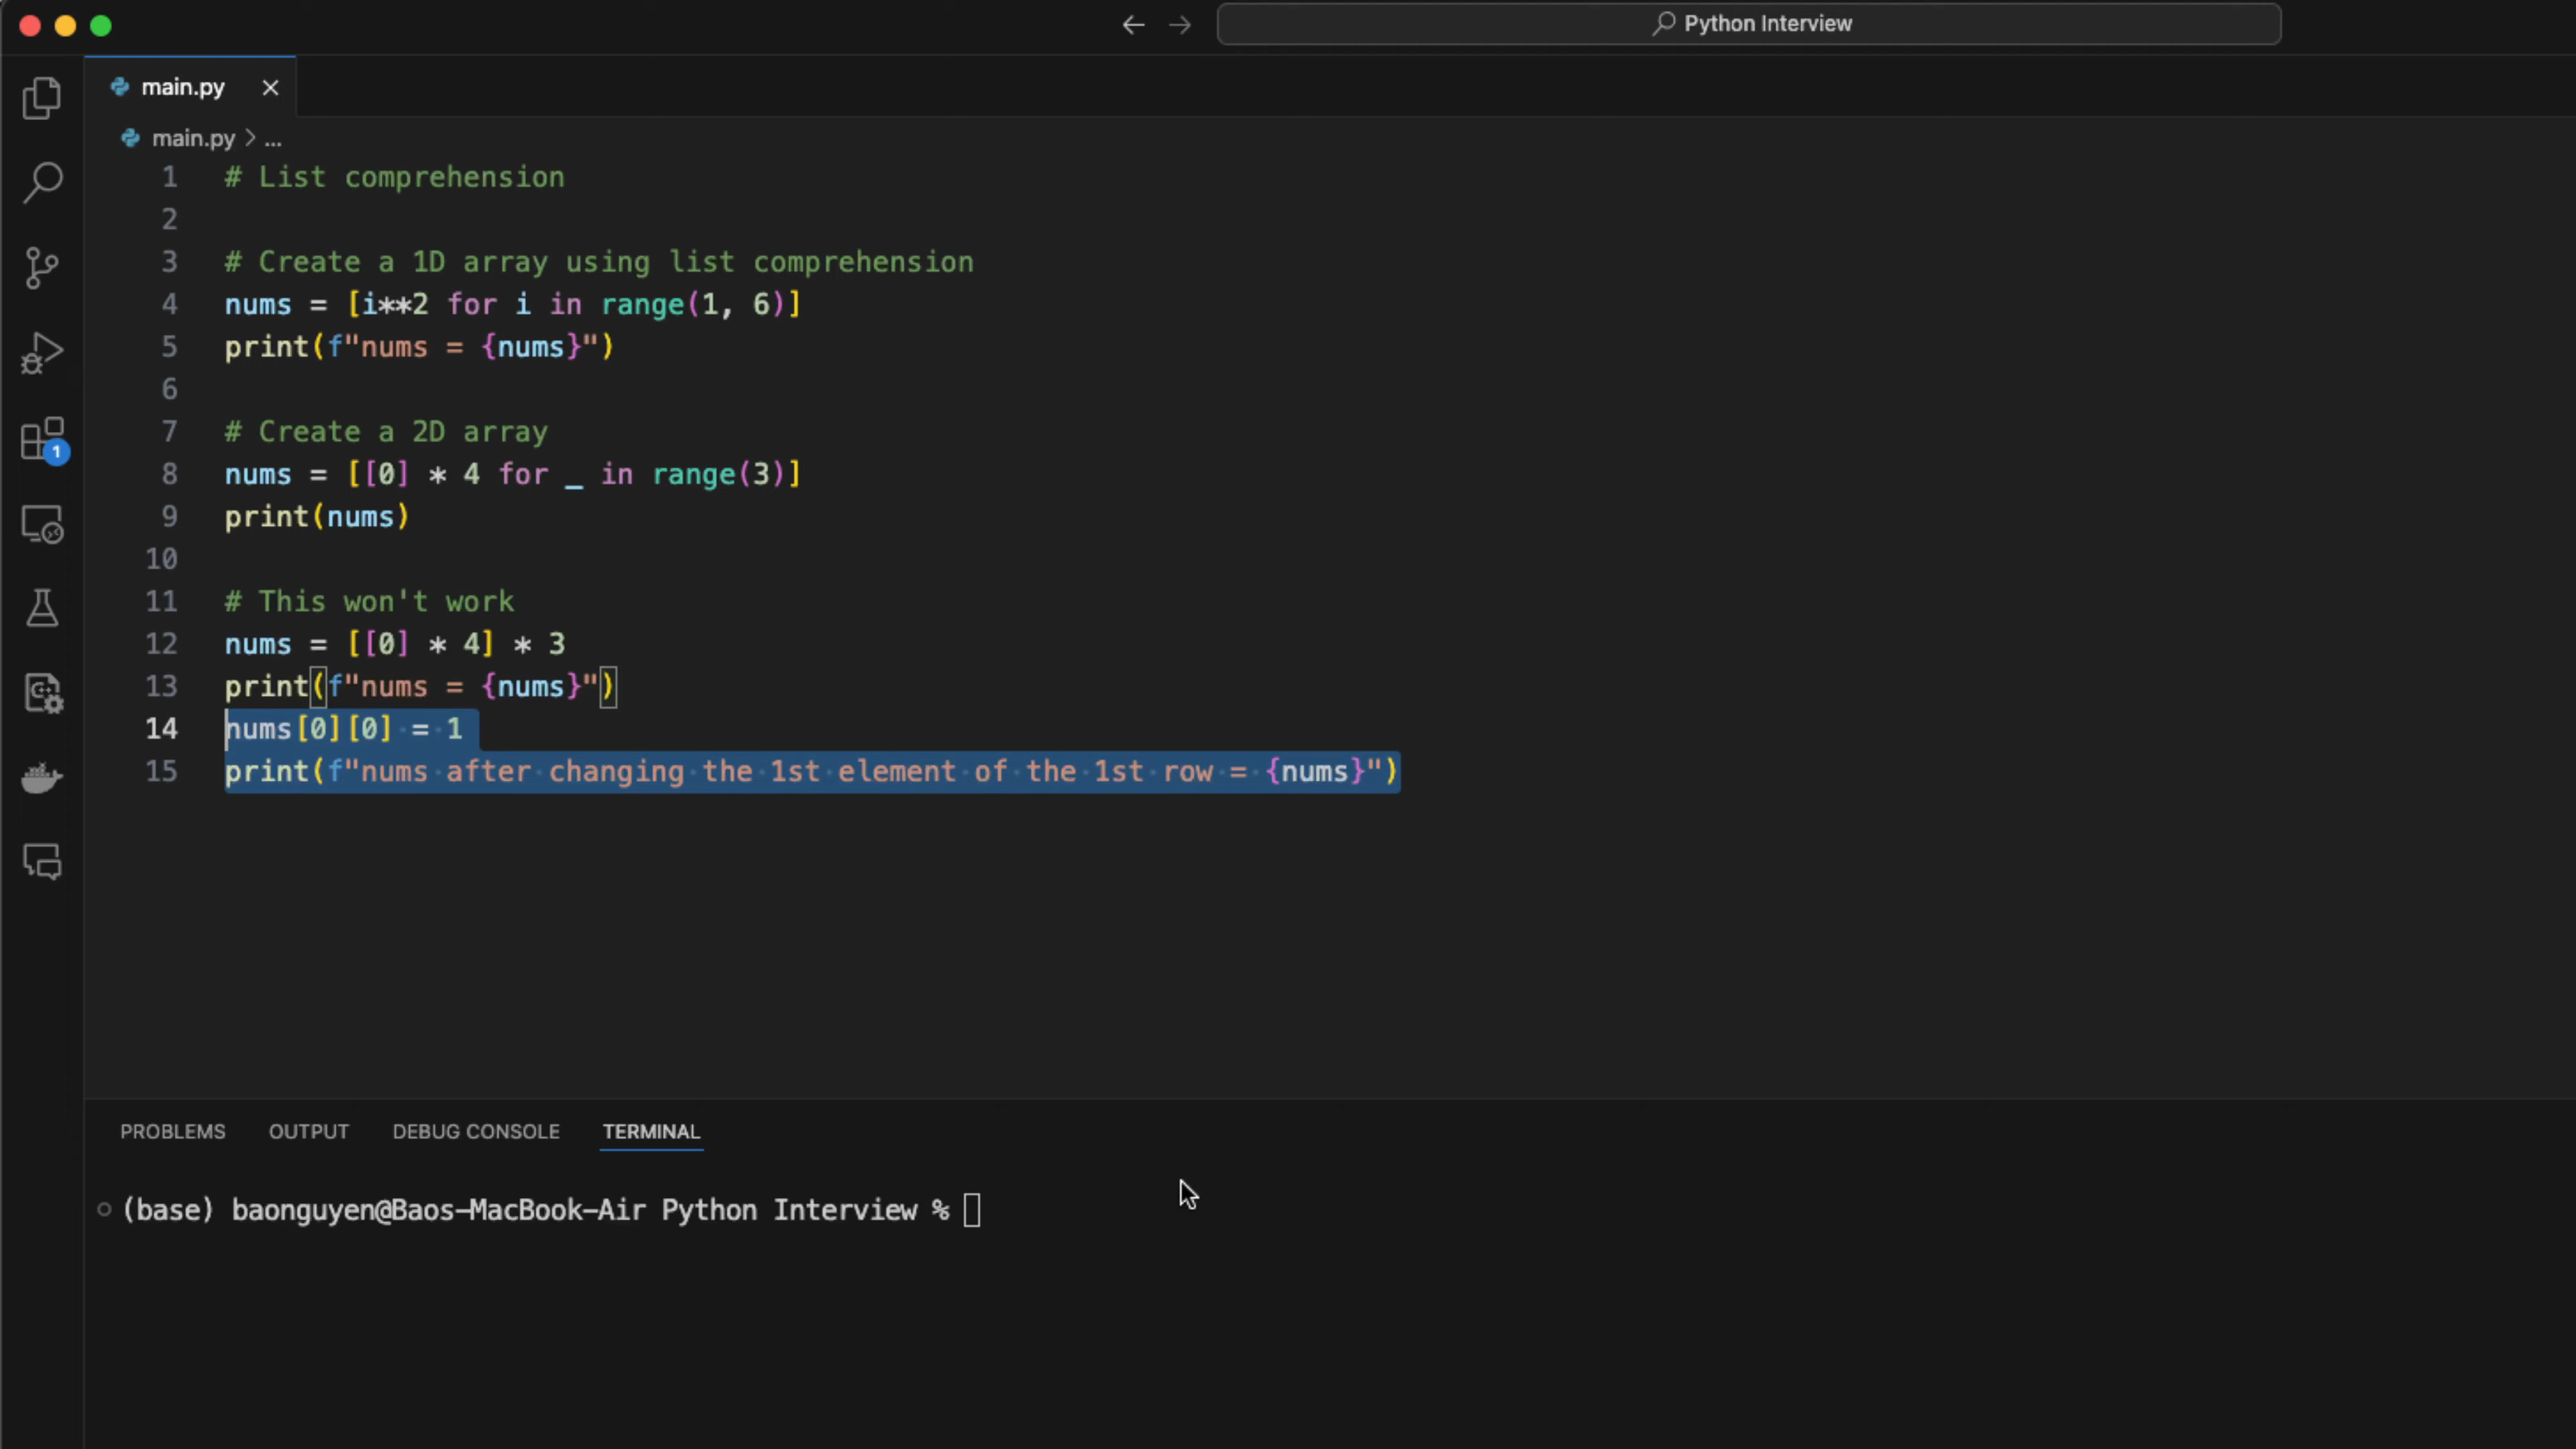 Python Interview
main.py
main.py > ...
1 # List comprehension
2
3 # Create a 1D array using list comprehension
4 nums = [i**2 for i in range(1, 6)]
5 print(f"nums = {nums}")
6
7 # Create a 2D array
8 nums = [[0] * 4 for _ in range(3)]
9 print(nums)
10
11 # This won't work
12 nums = [[0] * 4] * 3
13 print(f"nums = {nums}")
14 nums[0][0] = 1
15 print(f"nums after changing the 1st element of the 1st row = {nums}")
1
PROBLEMS OUTPUT DEBUG CONSOLE TERMINAL
(base) baonguyen@Baos-MacBook-Air Python Interview %